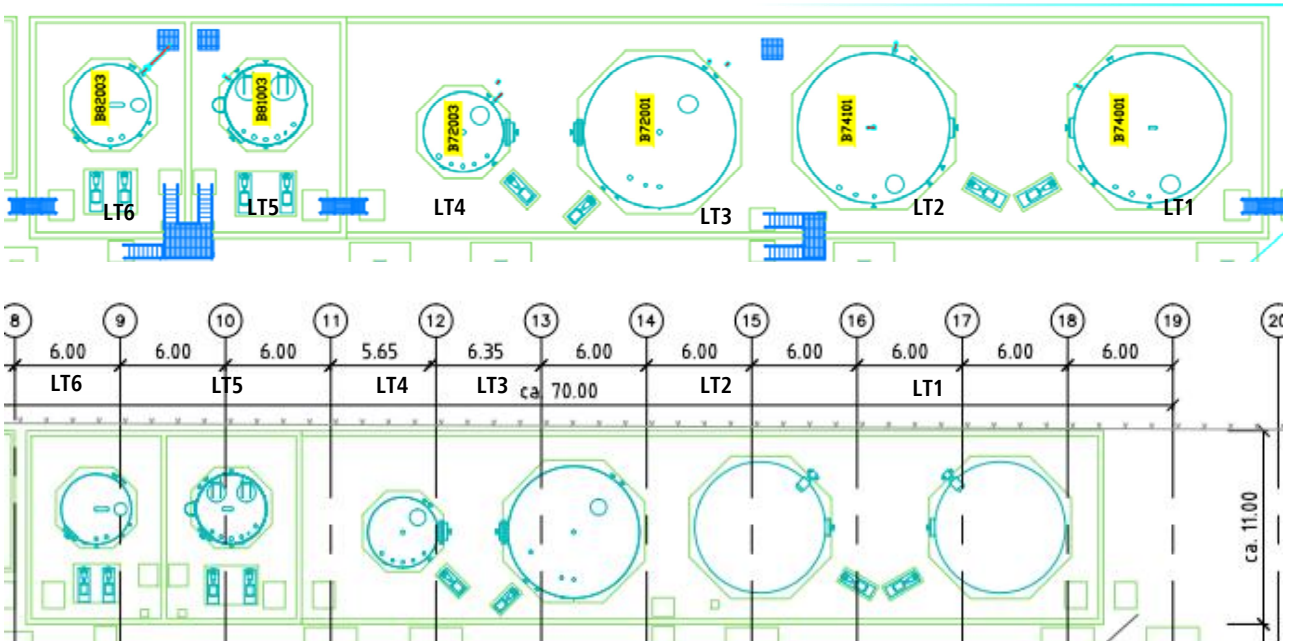 B82003 B81003 B72003 B72001 B74101 B74001
LT6 LT5 LT4 LT3 LT2 LT1
8 9 10 11 12 13 14 15 16 17 18 19
6.00 6.00 6.00 5.65 6.35 6.00 6.00 6.00 6.00 6.00 6.00
LT6 LT5 LT4 LT3 LT2 LT1
ca. 70.00
ca. 11.00